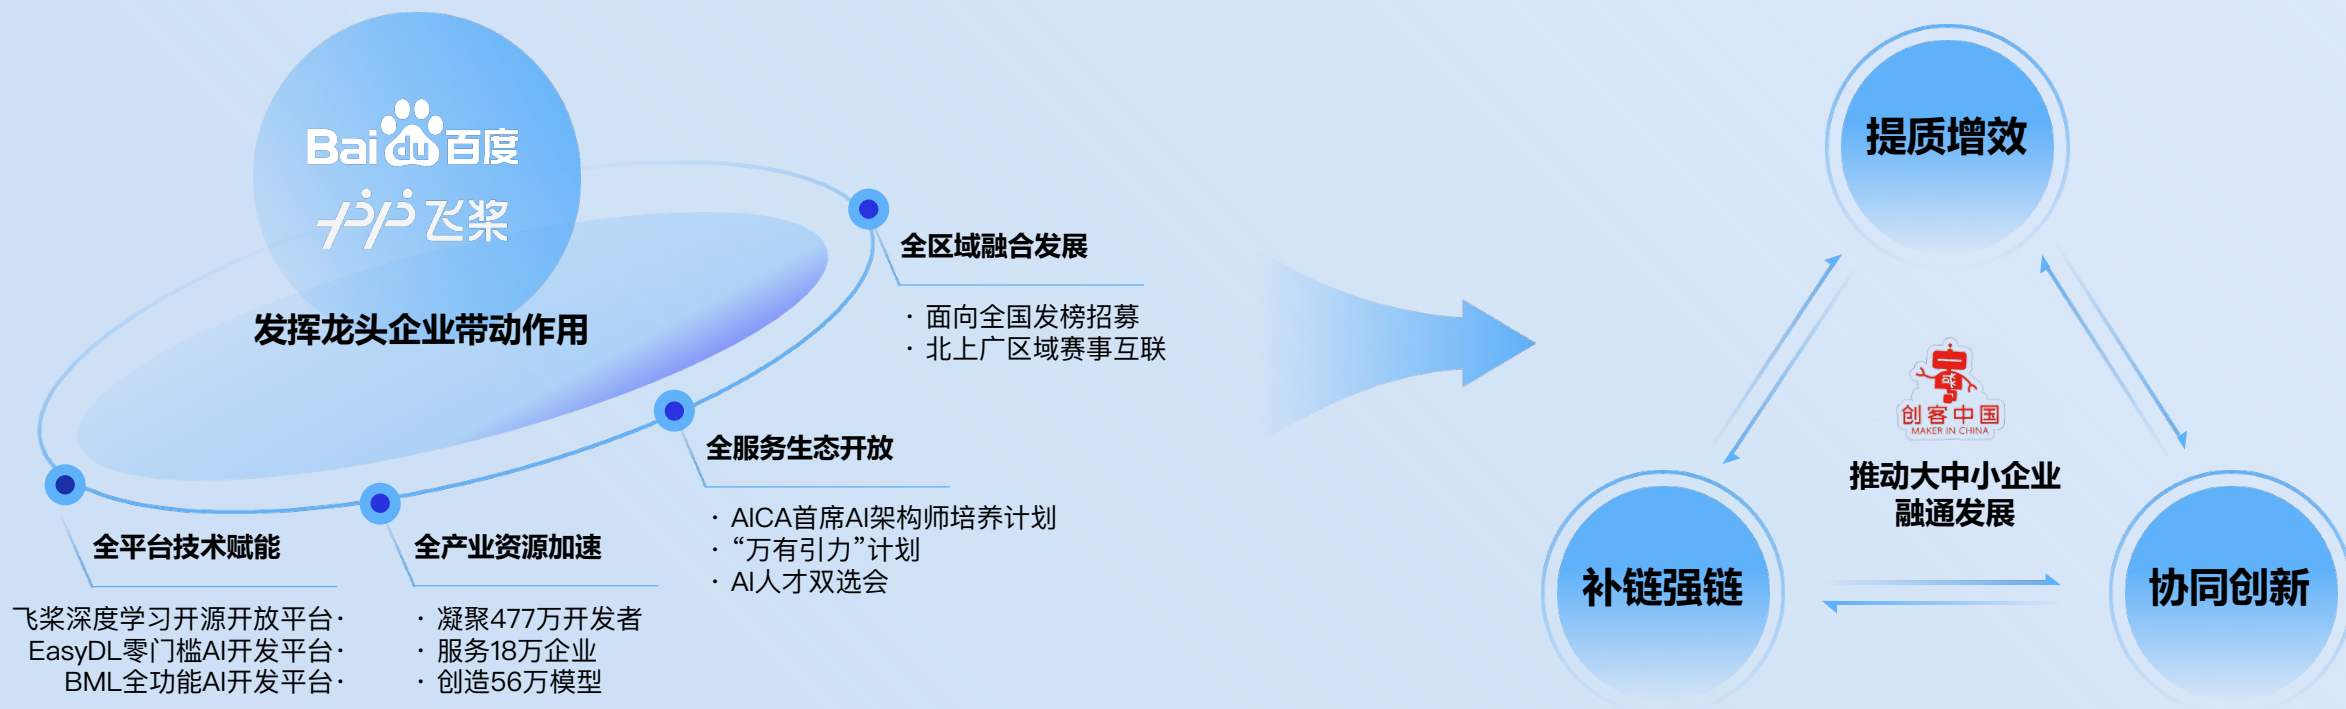 Bai du 百度
飞桨
发挥龙头企业带动作用
全平台技术赋能
飞桨深度学习开源开放平台·
EasyDL零门槛AI开发平台·
BML全功能AI开发平台·
全产业资源加速
· 凝聚477万开发者
· 服务18万企业
· 创造56万模型
全服务生态开放
· AICA首席AI架构师培养计划
· “万有引力”计划
· AI人才双选会
全区域融合发展
· 面向全国发榜招募
· 北上广区域赛事互联
提质增效
创客中国
MAKER IN CHINA
推动大中小企业
融通发展
补链强链
协同创新